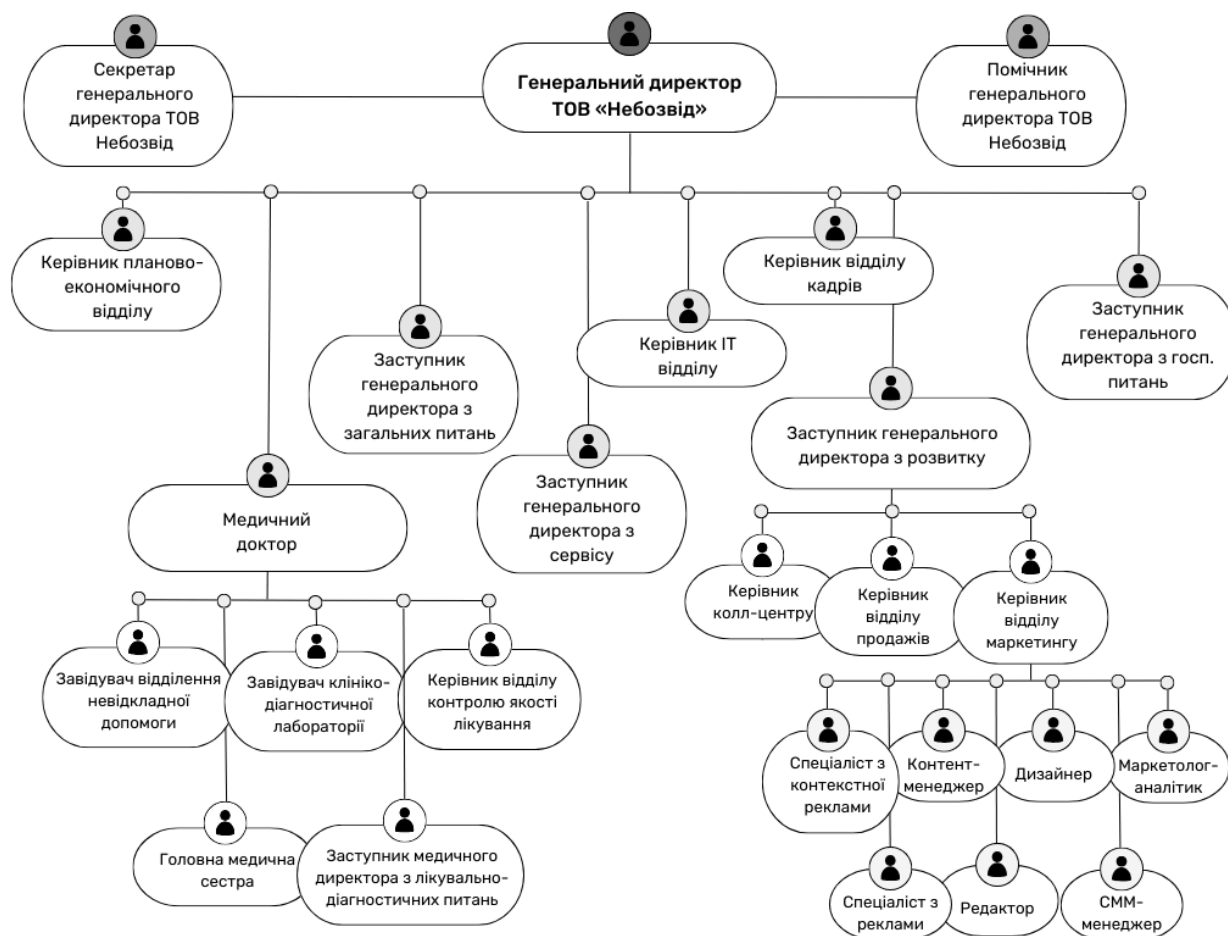 Секретар
генерального
директора ТОВ
Небозвід
Генеральний директор
ТОВ «Небозвід»
Помічник
генерального
директора ТОВ
Небозвід
Керівник планово-
економічного
відділу
Керівник відділу
кадрів
Заступник
генерального
директора з госп.
питань
Керівник ІТ
відділу
Заступник
генерального
директора з
загальних питань
Заступник генерального
директора з розвитку
Заступник
генерального
директора з
сервісу
Медичний
доктор
Керівник
колл-центру
Керівник
відділу
продажів
Керівник
відділу
маркетингу
Завідувач відділення
невідкладної
допомоги
Завідувач клініко-
діагностичної
лабораторії
Керівник відділу
контролю якості
лікування
Спеціаліст з
контекстної
реклами
Контент-
менеджер
Дизайнер
Маркетолог-
аналітик
Головна медична
сестра
Заступник медичного
директора з лікувально-
діагностичних питань
Спеціаліст з
реклами
Редактор
СММ-
менеджер